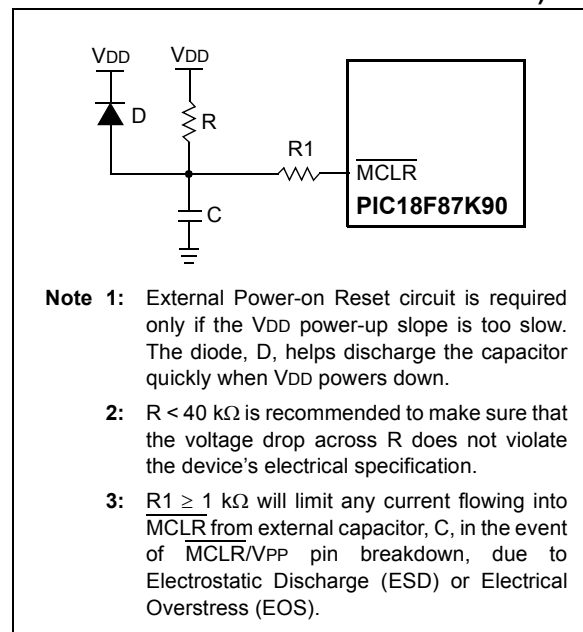 VDD VDD
D
R
R1
MCLR
C
PIC18F87K90
Note 1: External Power-on Reset circuit is required
only if the VDD power-up slope is too slow.
The diode, D, helps discharge the capacitor
quickly when VDD powers down.
2: R < 40 kΩ is recommended to make sure that
the voltage drop across R does not violate
the device's electrical specification.
3: R1 ≥ 1 kΩ will limit any current flowing into
MCLR from external capacitor, C, in the event
of MCLR/VPP pin breakdown, due to
Electrostatic Discharge (ESD) or Electrical
Overstress (EOS).